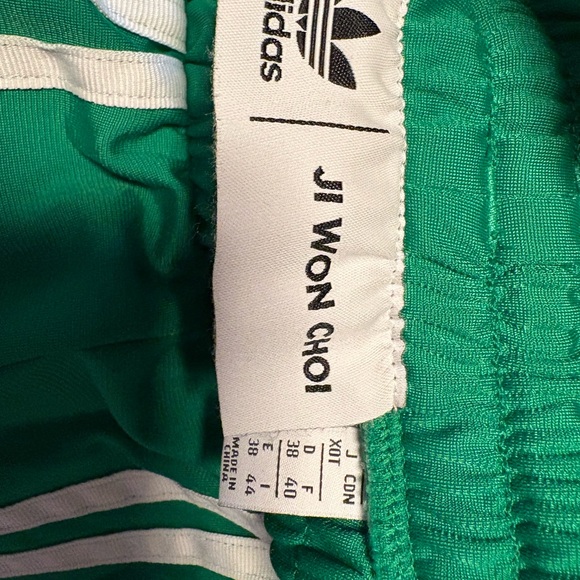 adidas
JI WON CHOI
J CDN
XOT
D F
38 40
E I
38 44
MADE IN
CHINA